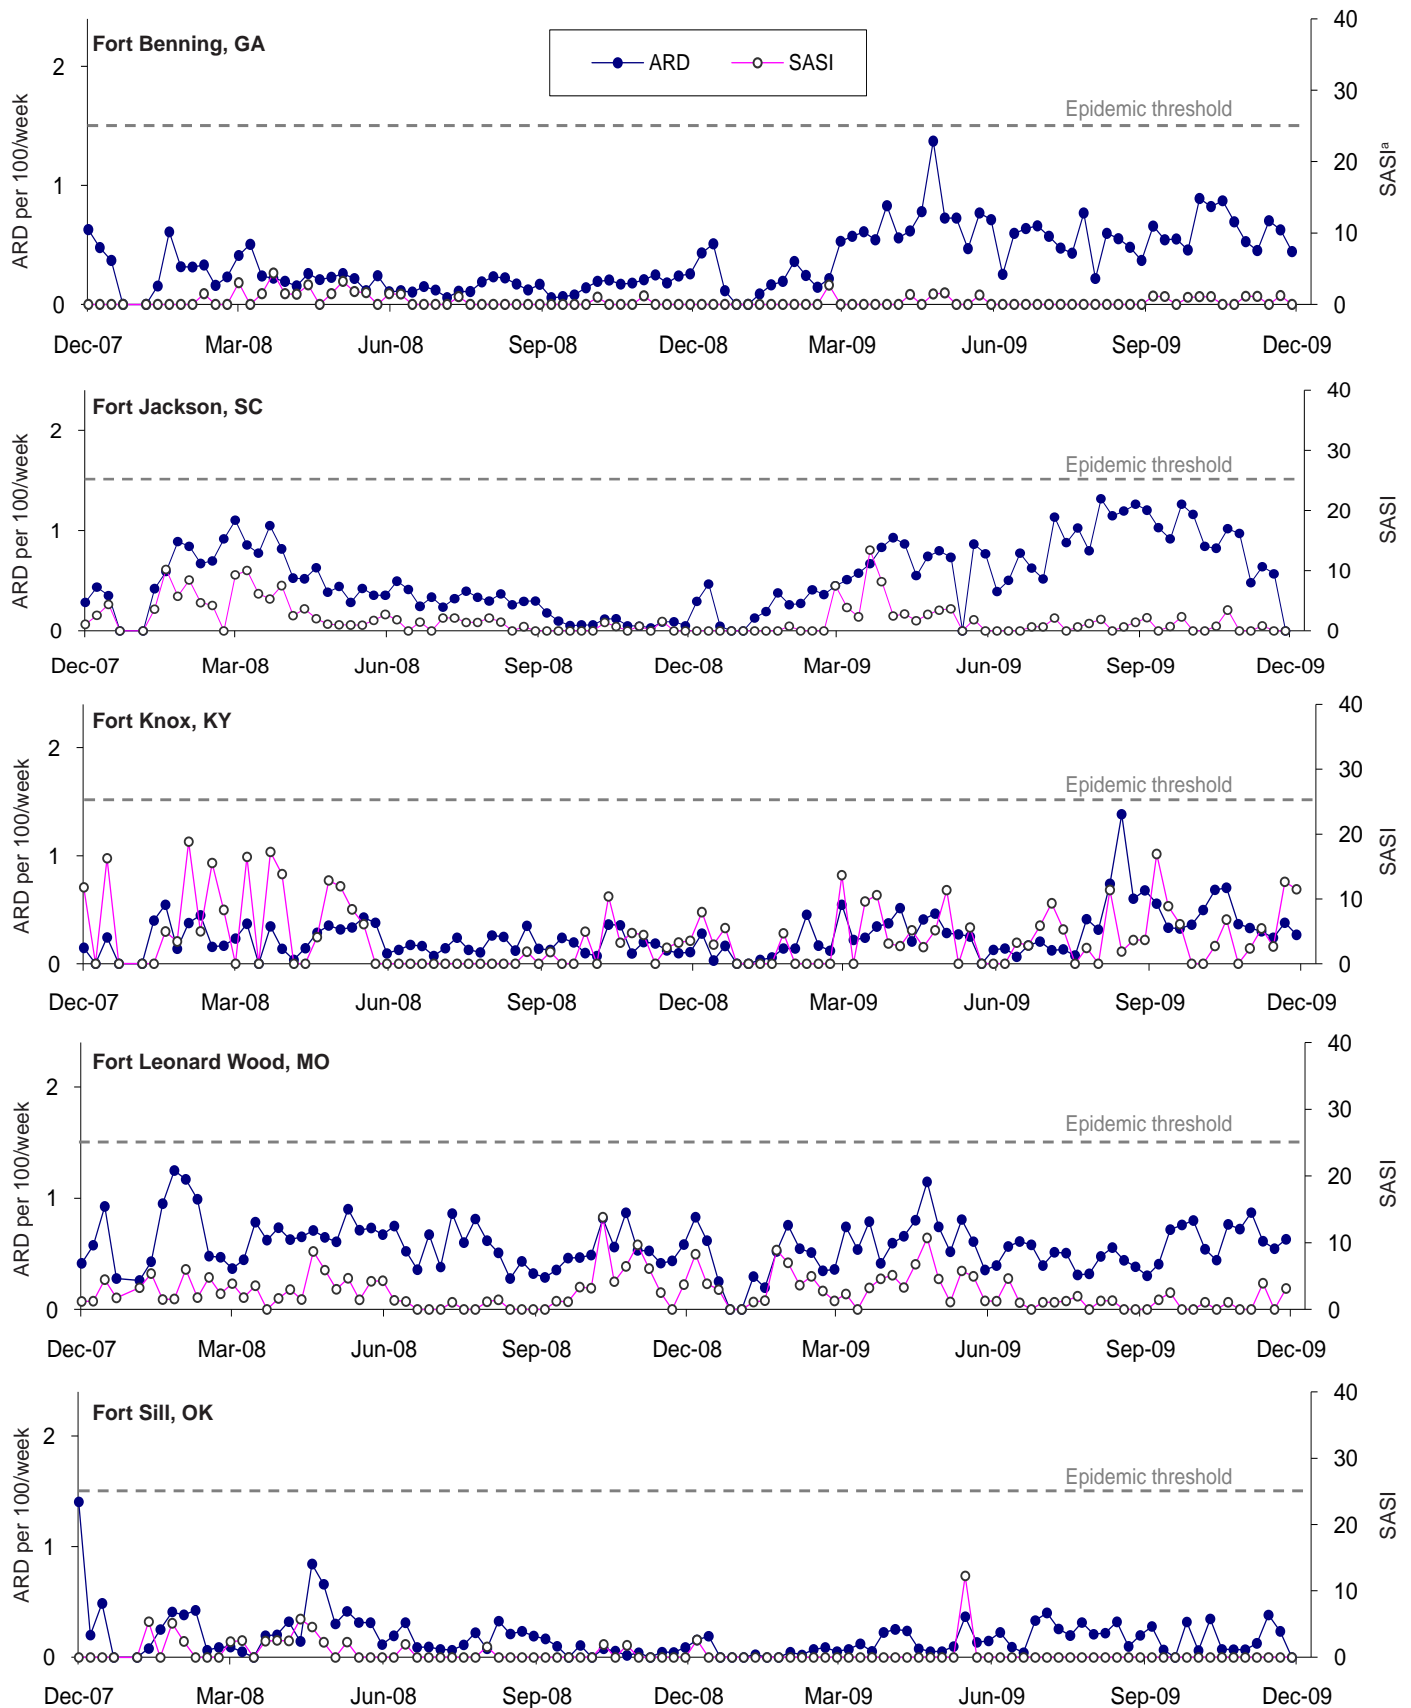 Fort Benning, GA
ARD
SASI
Epidemic threshold
ARD per 100/week
2
1
0
SASIᵃ
40
30
20
10
0
Dec-07 Mar-08 Jun-08 Sep-08 Dec-08 Mar-09 Jun-09 Sep-09 Dec-09
Fort Jackson, SC
Epidemic threshold
ARD per 100/week
2
1
0
SASI
40
30
20
10
0
Dec-07 Mar-08 Jun-08 Sep-08 Dec-08 Mar-09 Jun-09 Sep-09 Dec-09
Fort Knox, KY
Epidemic threshold
ARD per 100/week
2
1
0
SASI
40
30
20
10
0
Dec-07 Mar-08 Jun-08 Sep-08 Dec-08 Mar-09 Jun-09 Sep-09 Dec-09
Fort Leonard Wood, MO
Epidemic threshold
ARD per 100/week
2
1
0
SASI
40
30
20
10
0
Dec-07 Mar-08 Jun-08 Sep-08 Dec-08 Mar-09 Jun-09 Sep-09 Dec-09
Fort Sill, OK
Epidemic threshold
ARD per 100/week
2
1
0
SASI
40
30
20
10
0
Dec-07 Mar-08 Jun-08 Sep-08 Dec-08 Mar-09 Jun-09 Sep-09 Dec-09